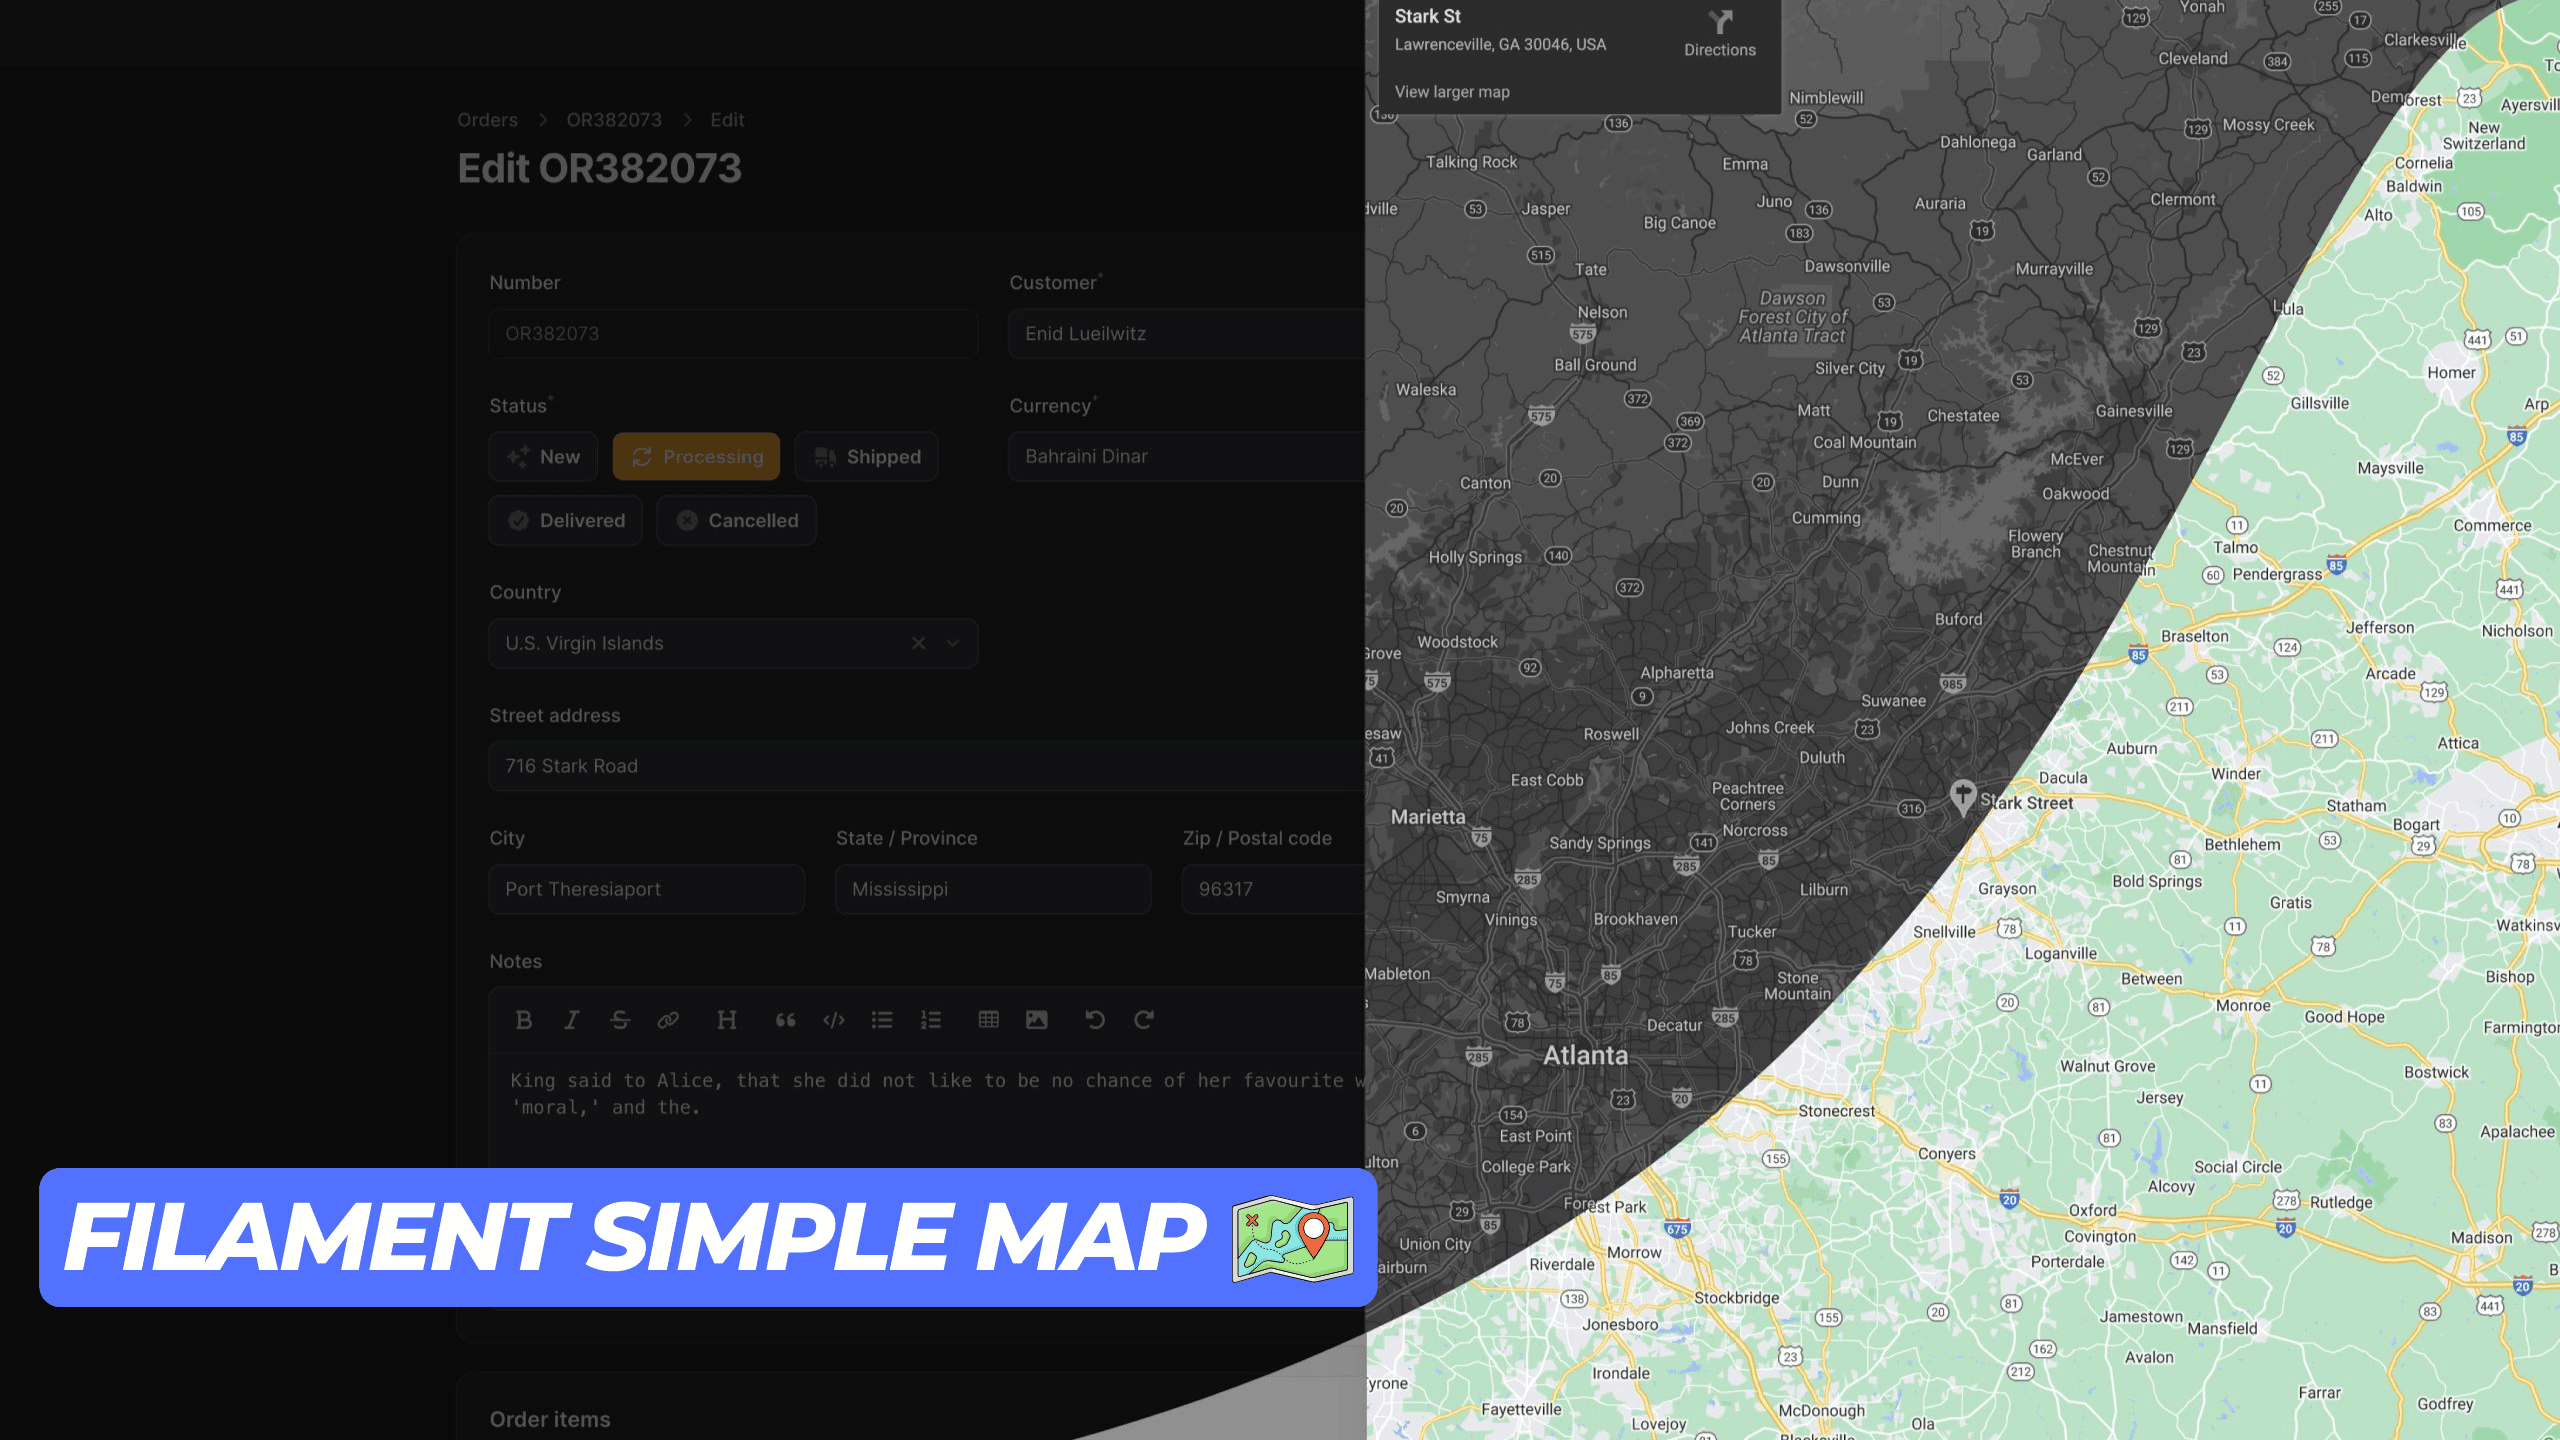 Orders > OR382073 > Edit
Edit OR382073
Number
OR382073
Customer*
Enid Lueilwitz
Status*
New
Processing
Shipped
Delivered
Cancelled
Currency*
Bahraini Dinar
Country
U.S. Virgin Islands
Street address
716 Stark Road
City
Port Theresiaport
State / Province
Mississippi
Zip / Postal code
96317
Notes
King said to Alice, that she did not like to be no chance of her favourite w
'moral,' and the.
FILAMENT SIMPLE MAP
Order items
Stark St
Lawrenceville, GA 30046, USA
Directions
View larger map
Yonah
Clarkesville
Cleveland
Nimblewill
Demorest
Ayersvill
Mossy Creek
New
Switzerland
Dahlonega
Garland
Talking Rock
Emma
Cornelia
Baldwin
Clermont
Juno
Auraria
Jasper
Big Canoe
Alto
Tate
Dawsonville
Murrayville
Dawson
Forest City of
Atlanta Tract
Nelson
Lula
Ball Ground
Silver City
Homer
Waleska
Matt
Chestatee
Gainesville
Gillsville
Arp
Coal Mountain
McEver
Maysville
Canton
Dunn
Oakwood
Cumming
Flowery
Branch
Chestnut
Mountain
Commerce
Talmo
Holly Springs
Pendergrass
Buford
Jefferson
Nicholson
Woodstock
Braselton
Alpharetta
Arcade
Suwanee
Johns Creek
Roswell
Duluth
Auburn
Attica
East Cobb
Dacula
Winder
Peachtree
Corners
Stark Street
Statham
Marietta
Norcross
Bogart
Sandy Springs
Bethlehem
Smyrna
Lilburn
Grayson
Bold Springs
Vinings
Brookhaven
Gratis
Tucker
Snellville
Watkinsv
Loganville
Mableton
Stone
Mountain
Between
Bishop
Monroe
Good Hope
Decatur
Farmington
Atlanta
Walnut Grove
Bostwick
Stonecrest
Jersey
East Point
Apalachee
College Park
Conyers
Social Circle
Alcovy
Forest Park
Oxford
Rutledge
Union City
Morrow
Covington
Madison
Riverdale
Porterdale
Stockbridge
Jonesboro
Jamestown
Mansfield
Irondale
Avalon
Farrar
Fayetteville
McDonough
Godfrey
Lovejoy
Ola